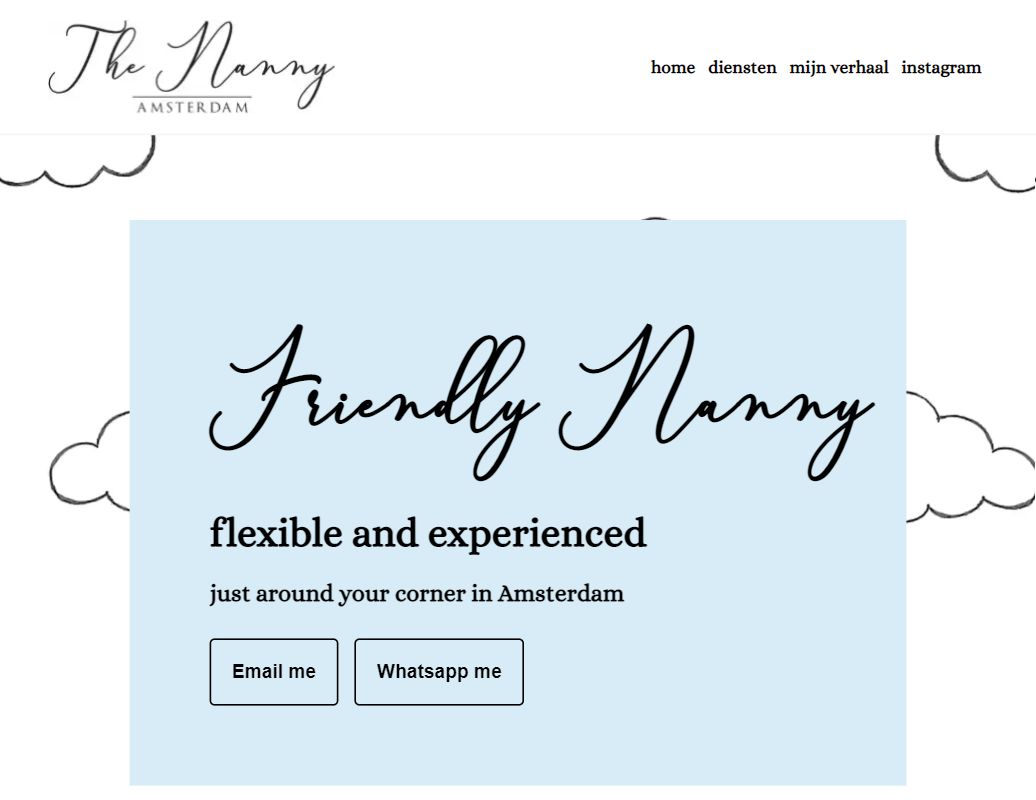 The Nanny
AMSTERDAM
home diensten mijn verhaal instagram
Friendly Nanny
flexible and experienced
just around your corner in Amsterdam
Email me Whatsapp me